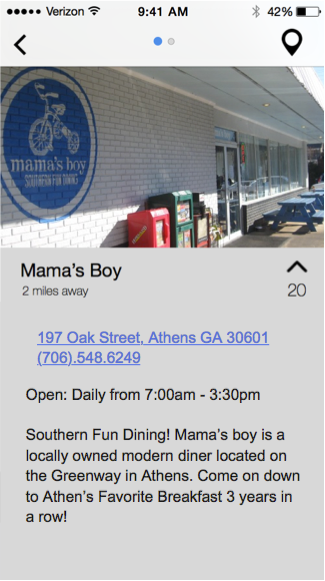 Verizon 9:41 AM 42%
mama's boy
SOUTHERN FUN DINING
Mama's Boy
2 miles away
20
197 Oak Street, Athens GA 30601
(706).548.6249
Open: Daily from 7:00am - 3:30pm
Southern Fun Dining! Mama's boy is a
locally owned modern diner located on
the Greenway in Athens. Come on down
to Athen's Favorite Breakfast 3 years in
a row!